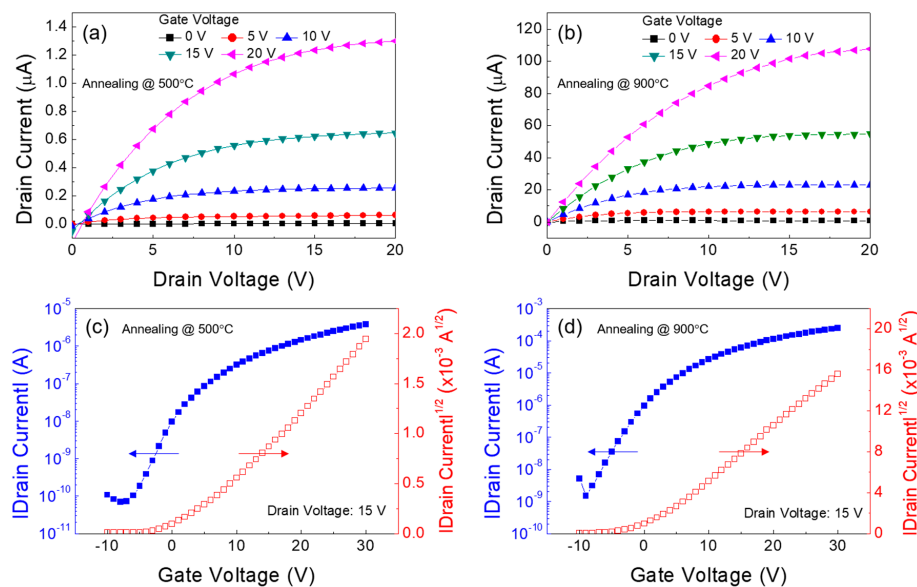 (a)
Gate Voltage
0 V 5 V 10 V
15 V 20 V
Annealing @ 500°C
1.4
1.2
1.0
0.8
0.6
0.4
0.2
0.0
Drain Current (μA)
0 5 10 15 20
Drain Voltage (V)
(b)
Gate Voltage
0 V 5 V 10 V
15 V 20 V
Annealing @ 900°C
120
100
80
60
40
20
0
Drain Current (μA)
0 5 10 15 20
Drain Voltage (V)
(c)
Annealing @ 500°C
10-5
10-6
10-7
10-8
10-9
10-10
10-11
|Drain Current| (A)
2.0
1.5
1.0
0.5
0.0
|Drain Current|1/2 (x10-3 A1/2)
Drain Voltage: 15 V
-10 0 10 20 30
Gate Voltage (V)
(d)
Annealing @ 900°C
10-3
10-4
10-5
10-6
10-7
10-8
10-9
10-10
|Drain Current| (A)
20
16
12
8
4
0
|Drain Current|1/2 (x10-3 A1/2)
Drain Voltage: 15 V
-10 0 10 20 30
Gate Voltage (V)